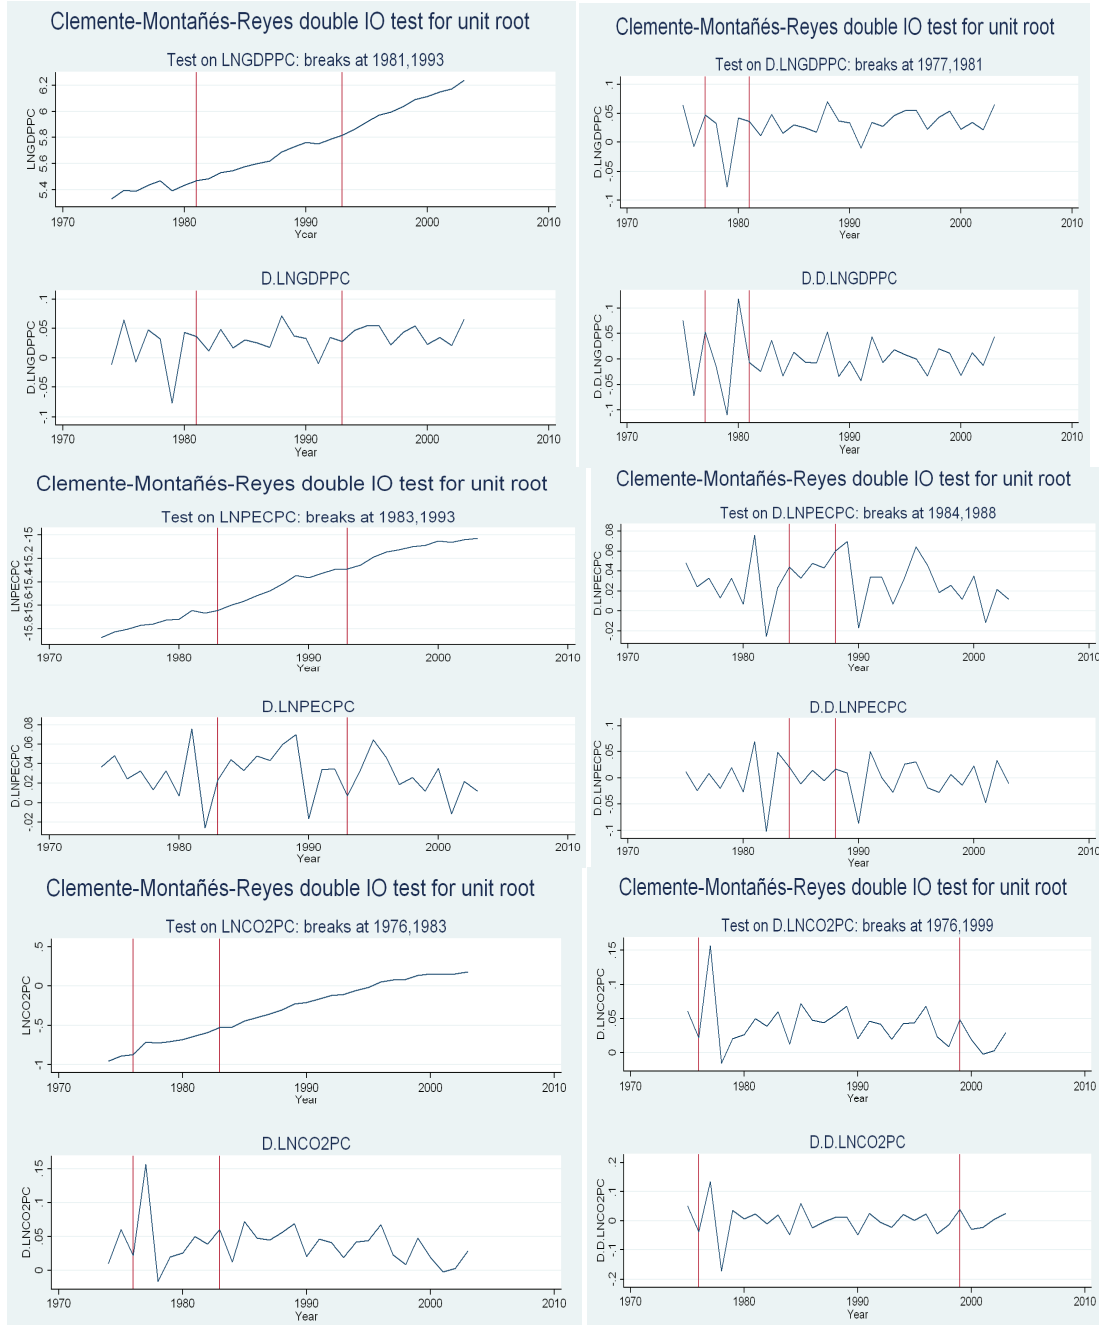 Clemente-Montañés-Reyes double IO test for unit root
Test on LNGDPPC: breaks at 1981,1993
LNGDPPC
5.4 5.6 5.8 6 6.2
1970 1980 1990 2000 2010
Year
D.LNGDPPC
D.LNGDPPC
-.1 -.05 0 .05 .1
1970 1980 1990 2000 2010
Year
Clemente-Montañés-Reyes double IO test for unit root
Test on D.LNGDPPC: breaks at 1977,1981
D.LNGDPPC
-.1 -.05 0 .05 .1
1970 1980 1990 2000 2010
Year
D.D.LNGDPPC
D.D.LNGDPPC
-.1 -.05 0 .05 .1
1970 1980 1990 2000 2010
Year
Clemente-Montañés-Reyes double IO test for unit root
Test on LNPECPC: breaks at 1983,1993
LNPECPC
-15.8-15.6-15.4-15.2 -15
1970 1980 1990 2000 2010
Year
D.LNPECPC
D.LNPECPC
-.02 0 .02 .04 .06 .08
1970 1980 1990 2000 2010
Year
Clemente-Montañés-Reyes double IO test for unit root
Test on D.LNPECPC: breaks at 1984,1988
D.LNPECPC
-.02 0 .02 .04 .06 .08
1970 1980 1990 2000 2010
Year
D.D.LNPECPC
D.D.LNPECPC
-.1 -.05 0 .05 .1
1970 1980 1990 2000 2010
Year
Clemente-Montañés-Reyes double IO test for unit root
Test on LNCO2PC: breaks at 1976,1983
LNCO2PC
-1 -.5 0 .5
1970 1980 1990 2000 2010
Year
D.LNCO2PC
D.LNCO2PC
0 .05 .1 .15
1970 1980 1990 2000 2010
Year
Clemente-Montañés-Reyes double IO test for unit root
Test on D.LNCO2PC: breaks at 1976,1999
D.LNCO2PC
0 .05 .1 .15
1970 1980 1990 2000 2010
Year
D.D.LNCO2PC
D.D.LNCO2PC
-.2 -.1 0 .1 .2
1970 1980 1990 2000 2010
Year